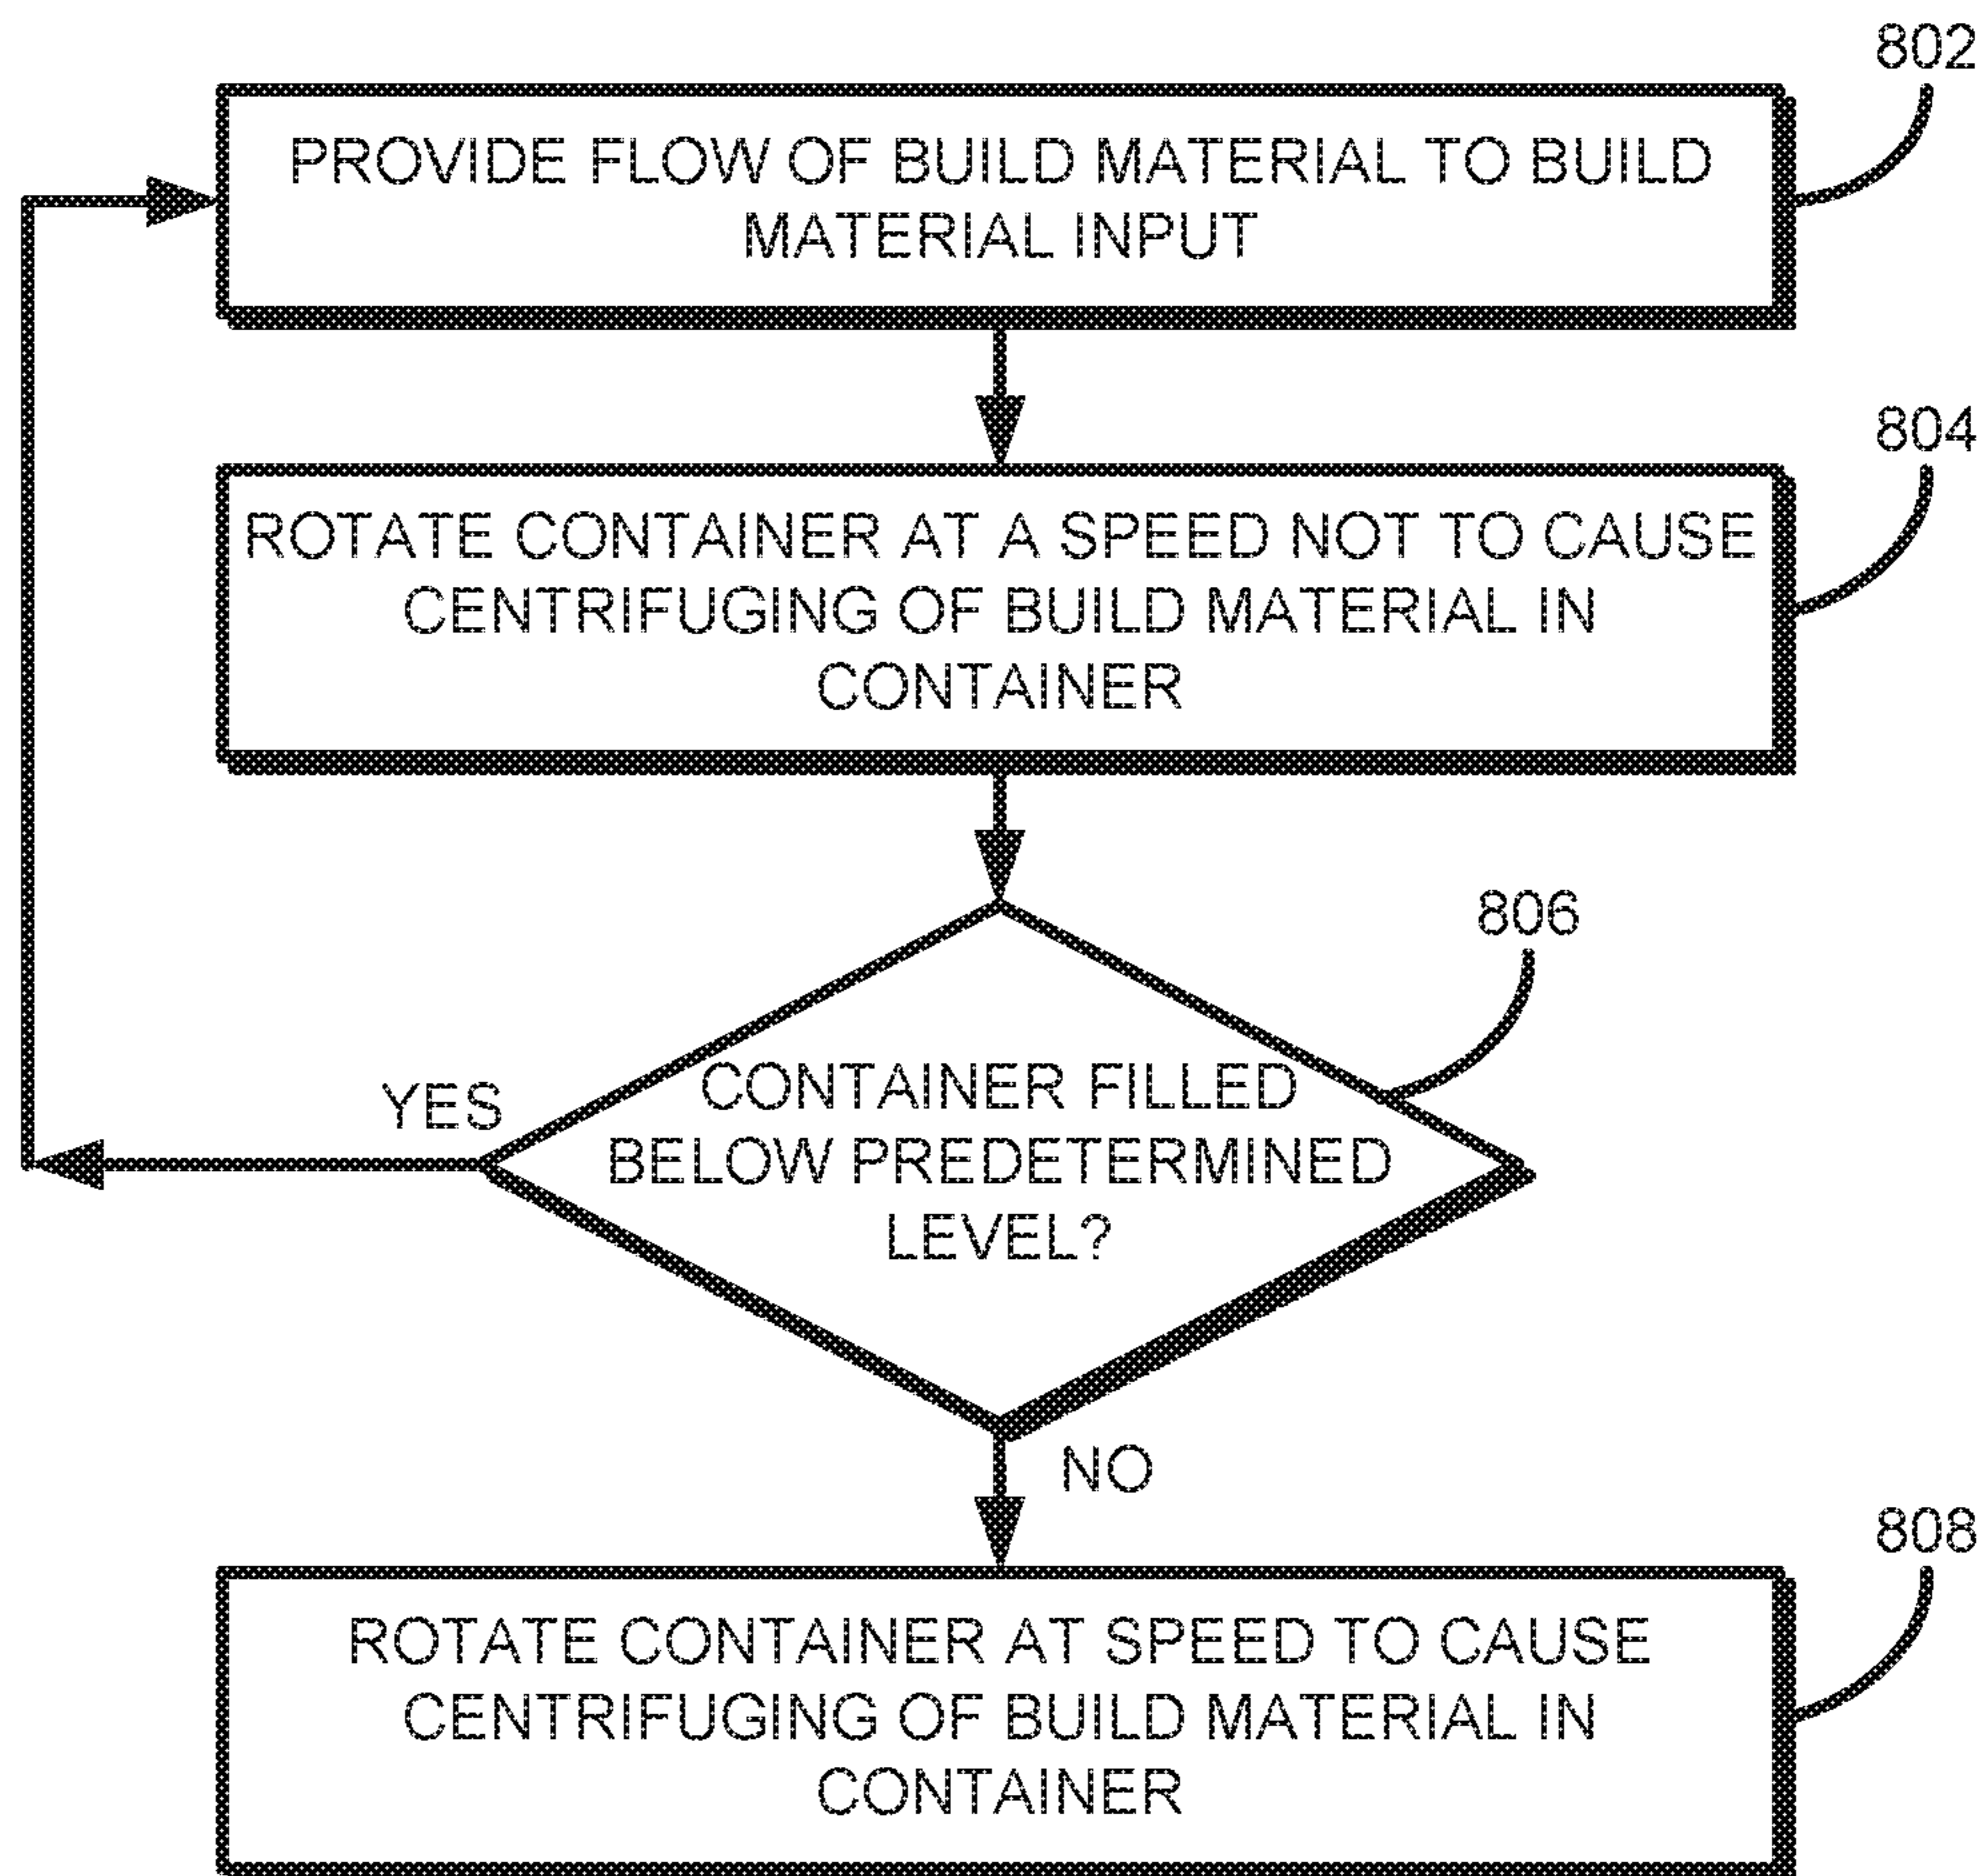 802
PROVIDE FLOW OF BUILD MATERIAL TO BUILD
MATERIAL INPUT
804
ROTATE CONTAINER AT A SPEED NOT TO CAUSE
CENTRIFUGING OF BUILD MATERIAL IN
CONTAINER
806
YES
CONTAINER FILLED
BELOW PREDETERMINED
LEVEL?
NO
808
ROTATE CONTAINER AT SPEED TO CAUSE
CENTRIFUGING OF BUILD MATERIAL IN
CONTAINER